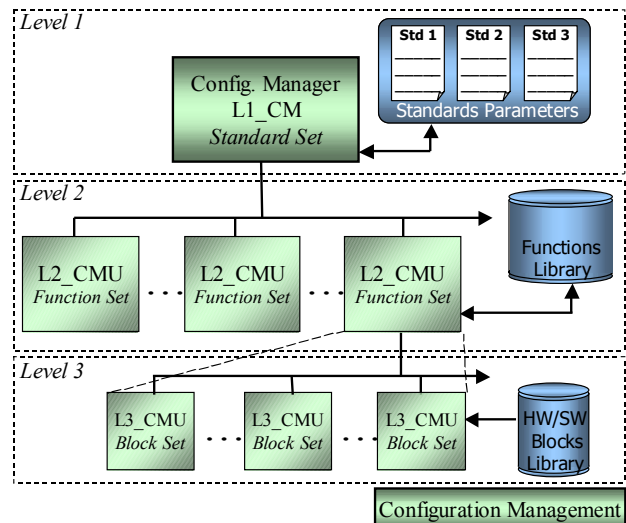 Level 1
Std 1 Std 2 Std 3
Standards Parameters
Config. Manager
L1_CM
Standard Set
Level 2
L2_CMU
Function Set
L2_CMU
Function Set
L2_CMU
Function Set
Functions
Library
Level 3
L3_CMU
Block Set
L3_CMU
Block Set
L3_CMU
Block Set
HW/SW
Blocks
Library
Configuration Management